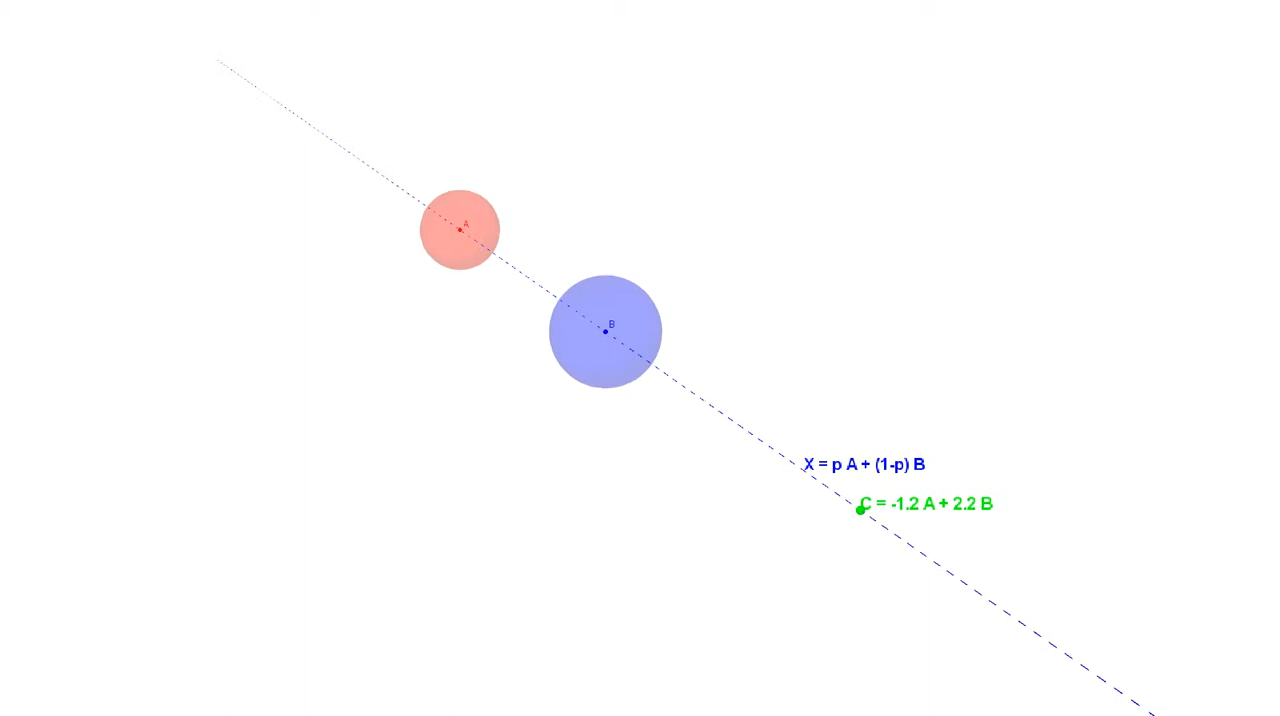 A
B
X = p A + (1-p) B
C = -1.2 A + 2.2 B